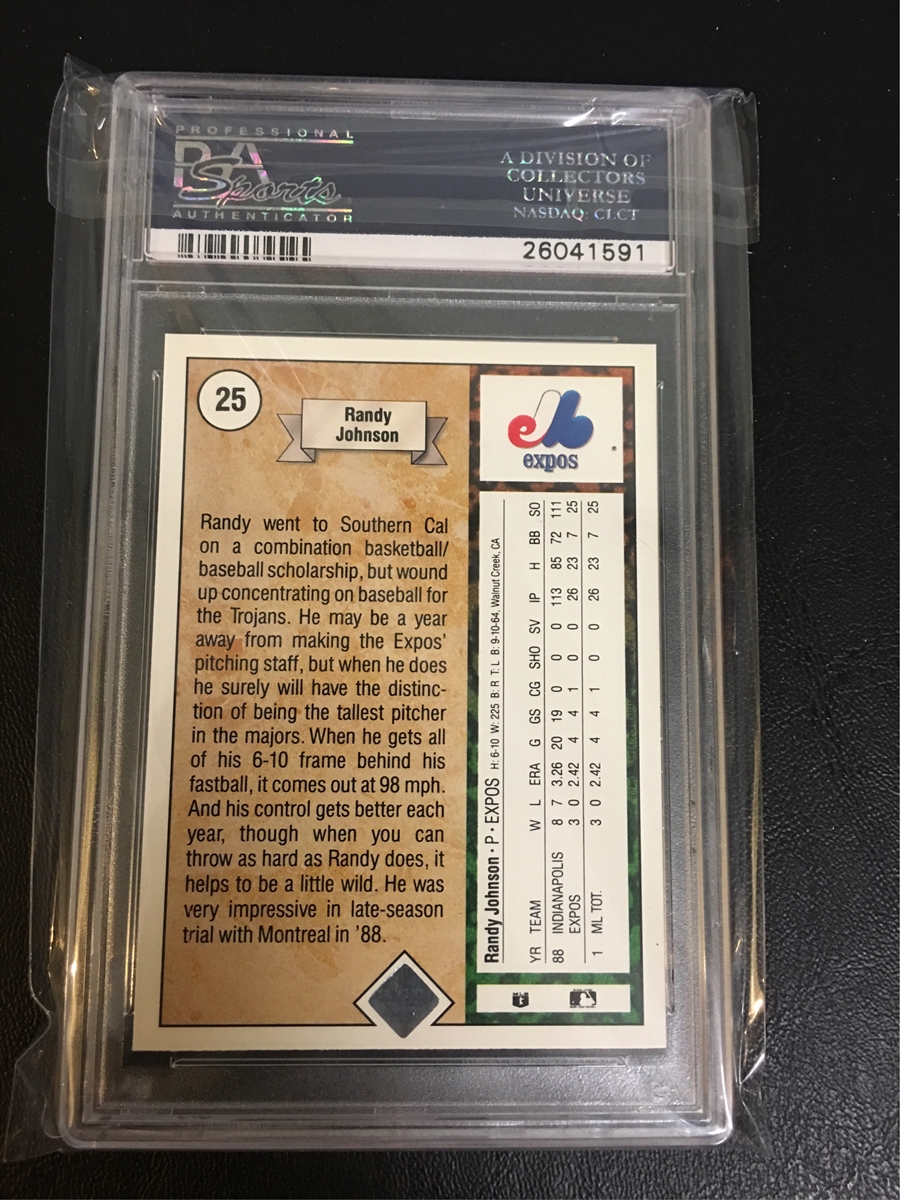 PROFESSIONAL
PSA
Sports
AUTHENTICATOR
A DIVISION OF
COLLECTORS
UNIVERSE
NASDAQ: CLCT
26041591
25
Randy
Johnson
expos
Randy went to Southern Cal
on a combination basketball/
baseball scholarship, but wound
up concentrating on baseball for
the Trojans. He may be a year
away from making the Expos'
pitching staff, but when he does
he surely will have the distinc-
tion of being the tallest pitcher
in the majors. When he gets all
of his 6-10 frame behind his
fastball, it comes out at 98 mph.
And his control gets better each
year, though when you can
throw as hard as Randy does, it
helps to be a little wild. He was
very impressive in late-season
trial with Montreal in '88.
Randy Johnson • P • EXPOS H: 6-10 W: 225 B: R T: L B: 9-10-64, Walnut Creek, CA
YR TEAM W L ERA G GS CG SHO SV IP H BB SO
88 INDIANAPOLIS 8 7 3.26 20 19 0 0 0 113 85 72 111
EXPOS 3 0 2.42 4 4 1 0 0 26 23 7 25
1 ML TOT. 3 0 2.42 4 4 1 0 0 26 23 7 25